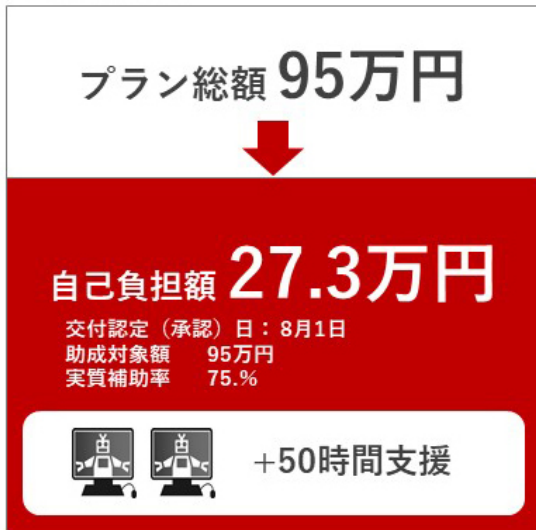 プラン総額 95万円
自己負担額 27.3万円
交付認定（承認）日： 8月1日
助成対象額 95万円
実質補助率 75.%
+50時間支援